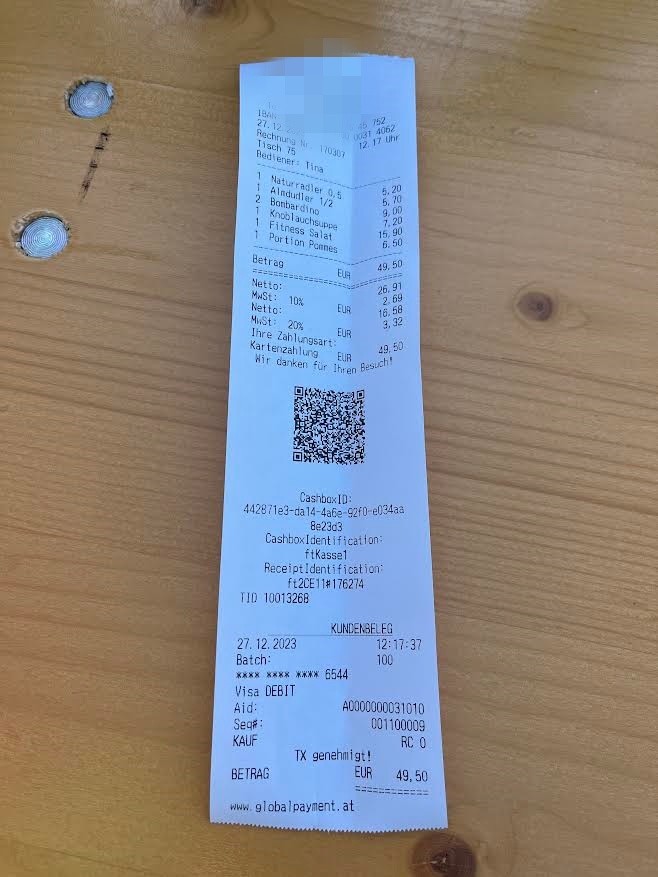 IBAN 45 752
27.12. 0031 4062
Rechnung Nr. 170307 12.17 Uhr
Tisch 75
Bediener: Tina
1 Naturradler 0,5 5,20
1 Almdudler 1/2 5,70
2 Bombardino 9,00
1 Knoblauchsuppe 7,20
1 Fitness Salat 15,90
1 Portion Pommes 6,50
Betrag EUR 49,50
Netto: 26,91
MwSt: 10% EUR 2,69
Netto: 16,58
MwSt: 20% EUR 3,32
Ihre Zahlungsart:
Kartenzahlung EUR 49,50
Wir danken für Ihren Besuch!
CashboxID:
442871e3-da14-4a6e-92f0-e034aa
8e23d3
CashboxIdentification:
ftKasse1
ReceiptIdentification:
ft2CE11#176274
TID 10013268
KUNDENBELEG
27.12.2023 12:17:37
Batch: 100
**** **** **** 6544
Visa DEBIT
Aid: A0000000031010
Seq#: 001100009
KAUF RC 0
TX genehmigt!
BETRAG EUR 49,50
www.globalpayment.at